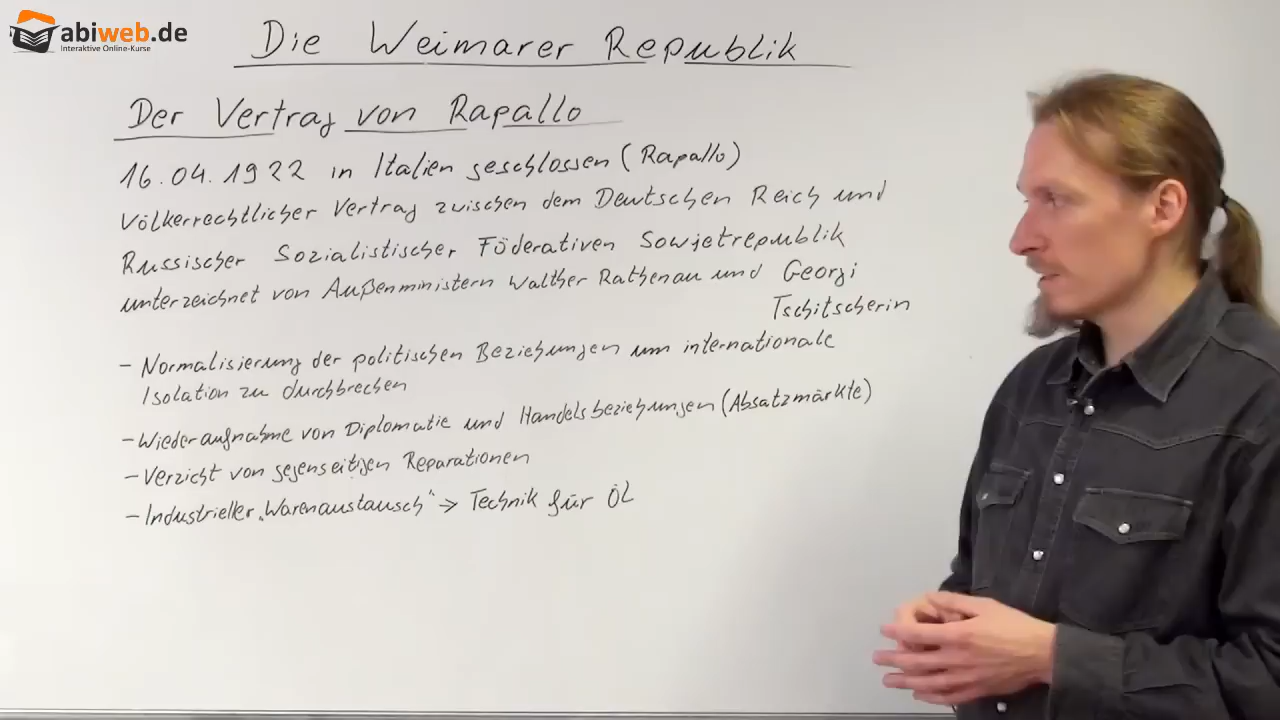 abiweb.de
Interaktive Online-Kurse
Die Weimarer Republik
Der Vertrag von Rapallo
16.04.1922 in Italien geschlossen (Rapallo)
Völkerrechtlicher Vertrag zwischen dem Deutschen Reich und
Russischer Sozialistischer Föderativen Sowjetrepublik
unterzeichnet von Außenministern Walther Rathenau und Georgi
Tschitscherin
- Normalisierung der politischen Beziehungen um internationale
Isolation zu durchbrechen
- Wiederaufnahme von Diplomatie und Handelsbeziehungen (Absatzmärkte)
- Verzicht von gegenseitigen Reparationen
- Industrieller „Warenaustausch" → Technik für Öl